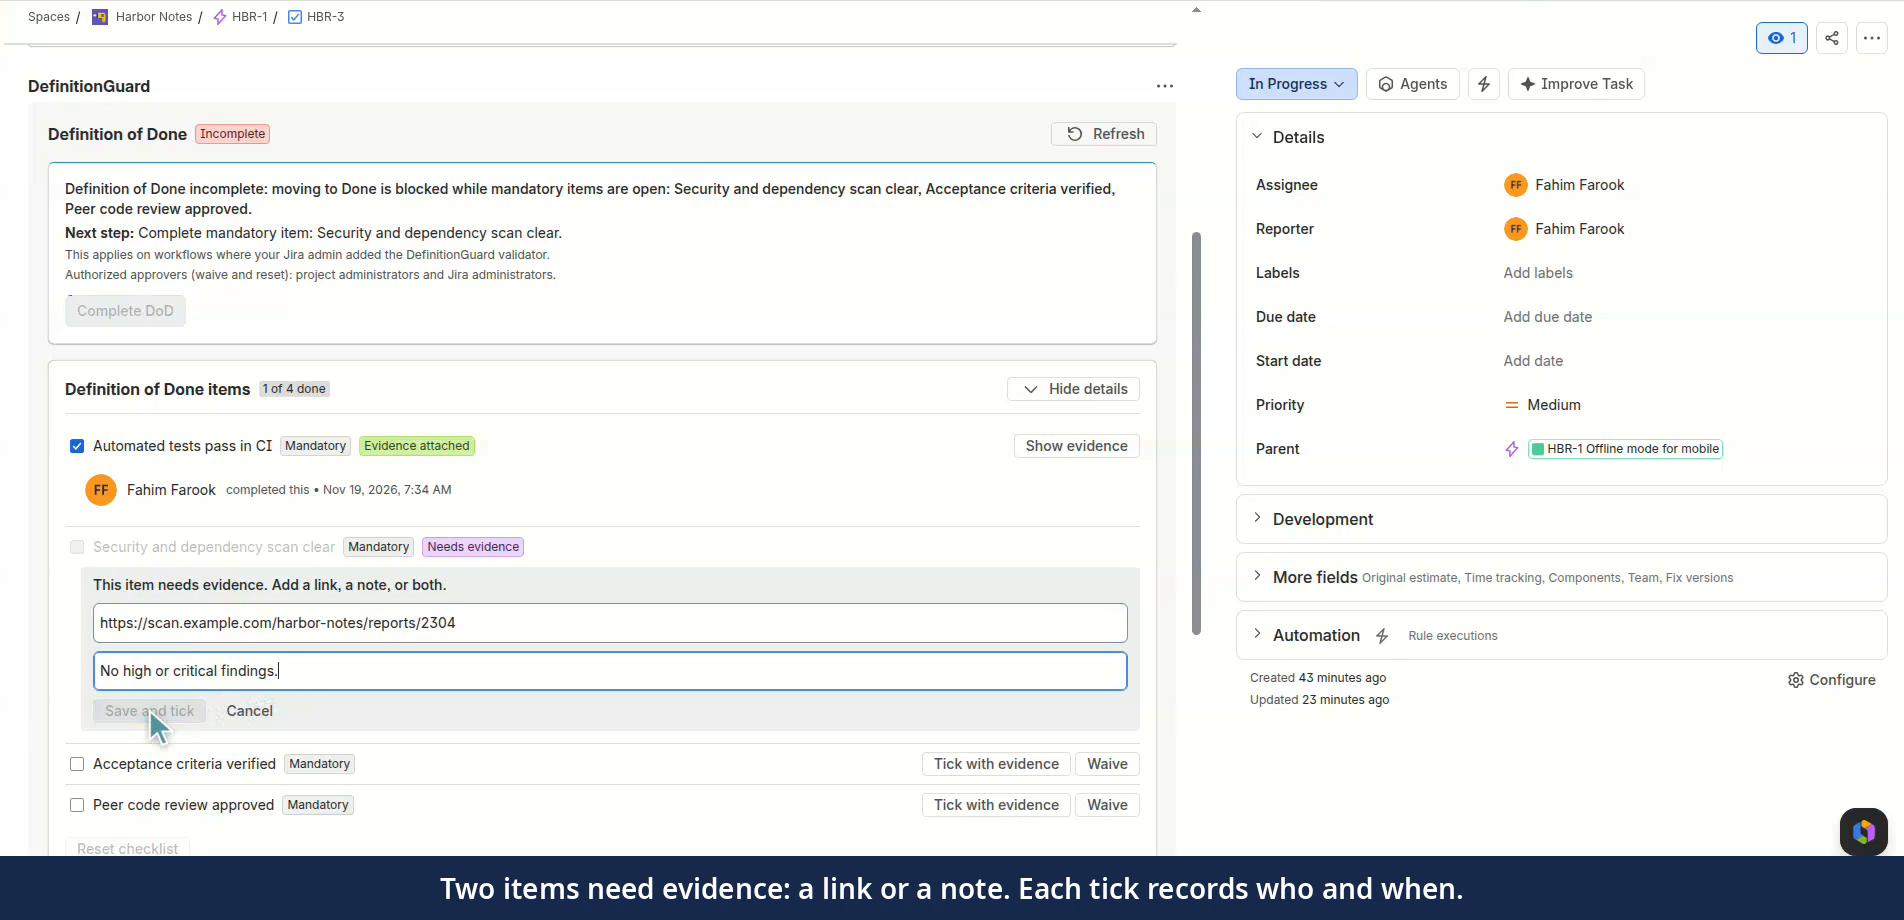 Spaces / Harbor Notes / HBR-1 / HBR-3
1
DefinitionGuard
In Progress
Agents
Improve Task
Definition of Done Incomplete
Refresh
Definition of Done incomplete: moving to Done is blocked while mandatory items are open: Security and dependency scan clear, Acceptance criteria verified,
Peer code review approved.
Next step: Complete mandatory item: Security and dependency scan clear.
This applies on workflows where your Jira admin added the DefinitionGuard validator.
Authorized approvers (waive and reset): project administrators and Jira administrators.
Complete DoD
Definition of Done items 1 of 4 done
Hide details
Automated tests pass in CI Mandatory Evidence attached
Show evidence
FF Fahim Farook completed this • Nov 19, 2026, 7:34 AM
Security and dependency scan clear Mandatory Needs evidence
This item needs evidence. Add a link, a note, or both.
https://scan.example.com/harbor-notes/reports/2304
No high or critical findings.
Save and tick Cancel
Acceptance criteria verified Mandatory
Tick with evidence Waive
Peer code review approved Mandatory
Tick with evidence Waive
Reset checklist
Details
Assignee FF Fahim Farook
Reporter FF Fahim Farook
Labels Add labels
Due date Add due date
Start date Add date
Priority Medium
Parent HBR-1 Offline mode for mobile
Development
More fields Original estimate, Time tracking, Components, Team, Fix versions
Automation Rule executions
Created 43 minutes ago
Configure
Updated 23 minutes ago
Two items need evidence: a link or a note. Each tick records who and when.